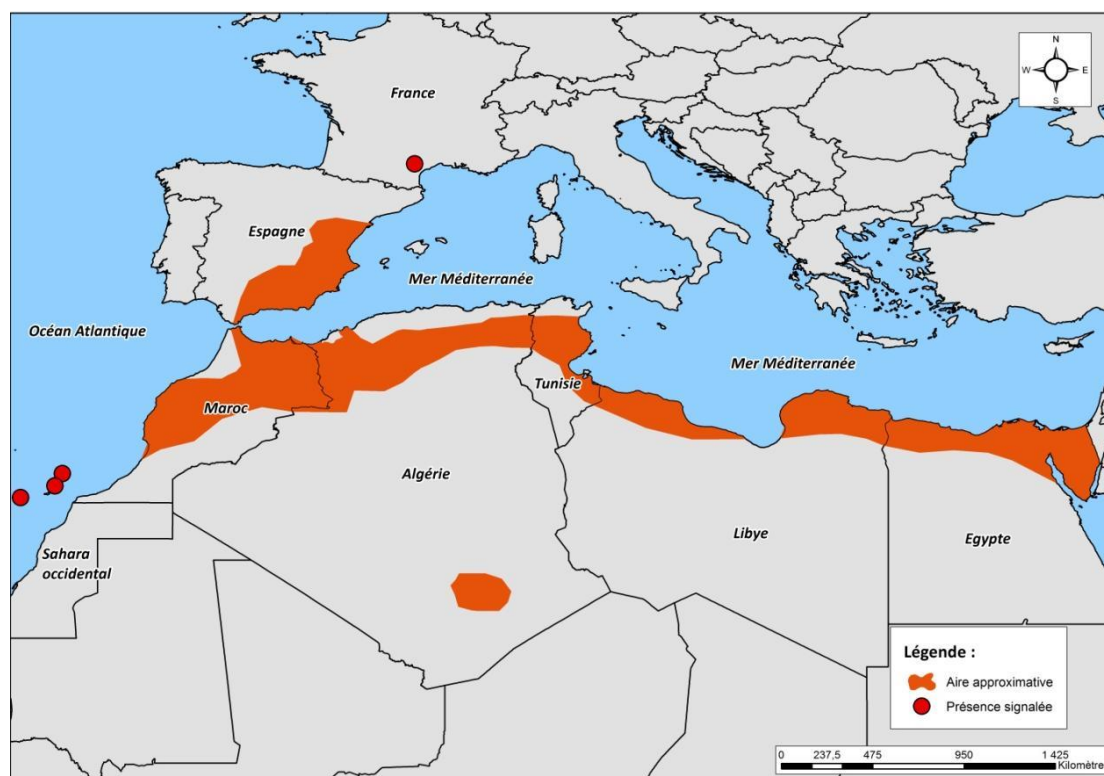 N
W E
S
France
Espagne
Mer Méditerranée
Océan Atlantique
Mer Méditerranée
Tunisie
Maroc
Algérie
Libye
Egypte
Sahara
occidental
Légende :
Aire approximative
Présence signalée
0 237,5 475 950 1 425
Kilomètre